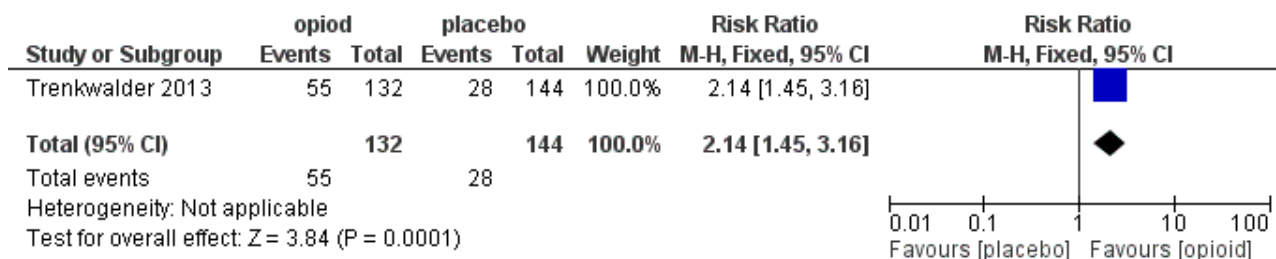 opiod placebo Risk Ratio Risk Ratio
Study or Subgroup Events Total Events Total Weight M-H, Fixed, 95% CI M-H, Fixed, 95% CI
Trenkwalder 2013 55 132 28 144 100.0% 2.14 [1.45, 3.16]
Total (95% CI) 132 144 100.0% 2.14 [1.45, 3.16]
Total events 55 28
Heterogeneity: Not applicable
Test for overall effect: Z = 3.84 (P = 0.0001)
0.01 0.1 1 10 100
Favours [placebo] Favours [opioid]